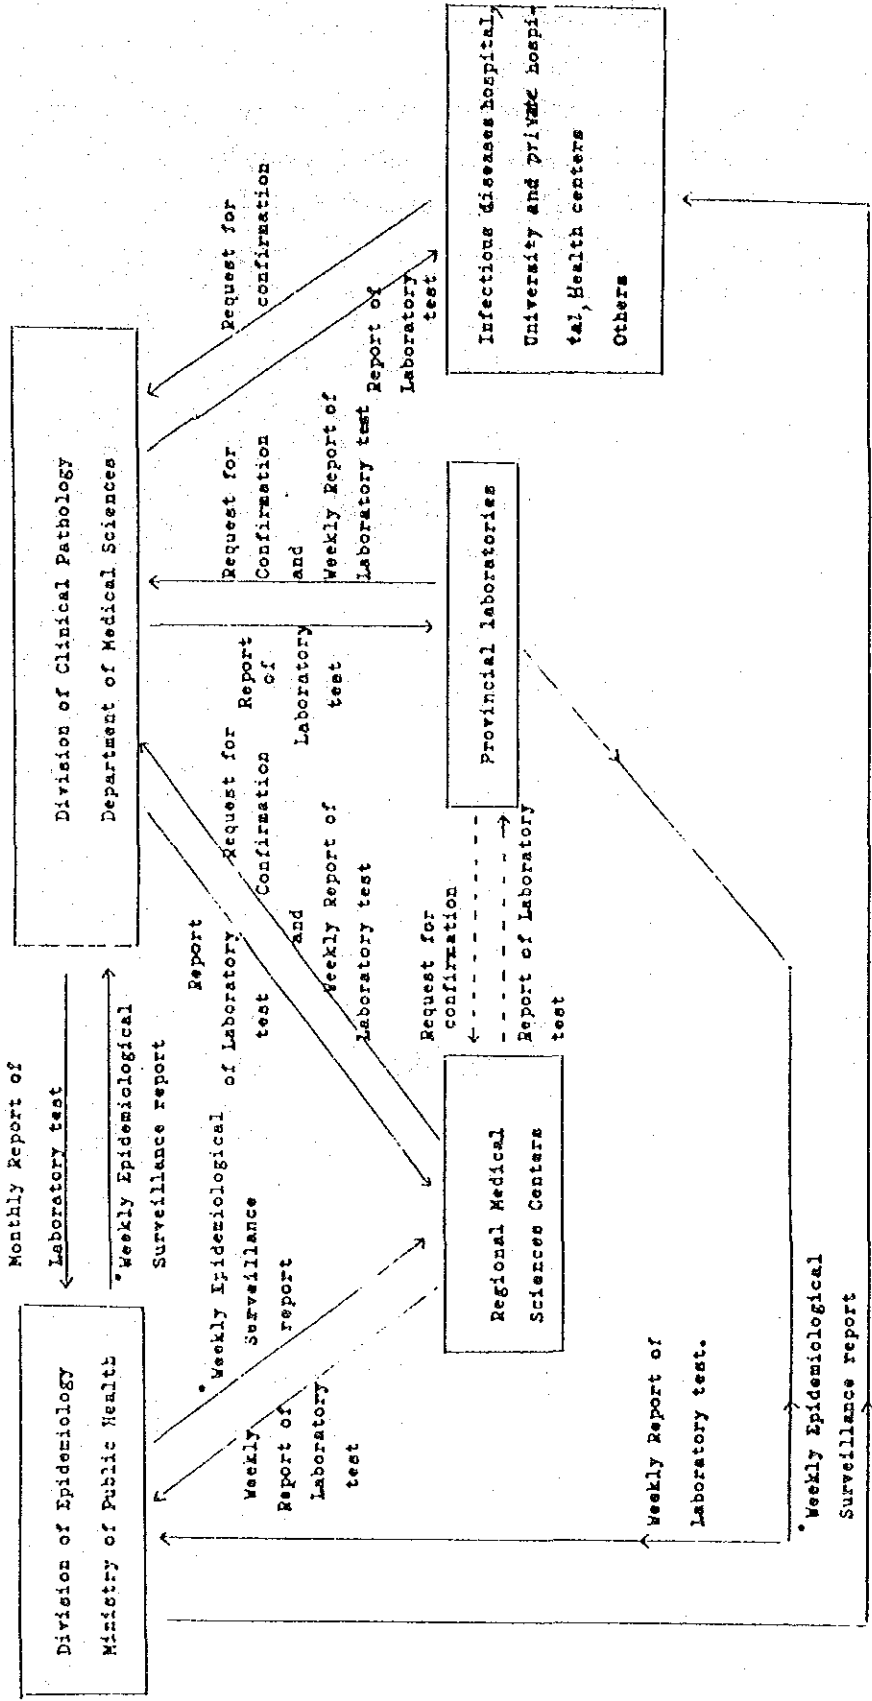 Division of Epidemiology
Ministry of Public Health
Monthly Report of
Laboratory test
*Weekly Epidemiological
Surveillance report
Division of Clinical Pathology
Department of Medical Sciences
Weekly
Report of
Laboratory
test
*Weekly Epidemiological
Surveillance
report
Report
of Laboratory
test
Request for
Confirmation
and
Weekly Report of
Laboratory test
Report
of
Laboratory
test
Request for
Confirmation
and
Weekly Report of
Laboratory test
Report of
Laboratory
test
Request for
confirmation
Regional Medical
Sciences Centers
Request for
confirmation
Report of Laboratory
test
Provincial laboratories
Infectious diseases hospital,
University and private hospi-
tal, Health centers
Others
Weekly Report of
Laboratory test.
*Weekly Epidemiological
Surveillance report